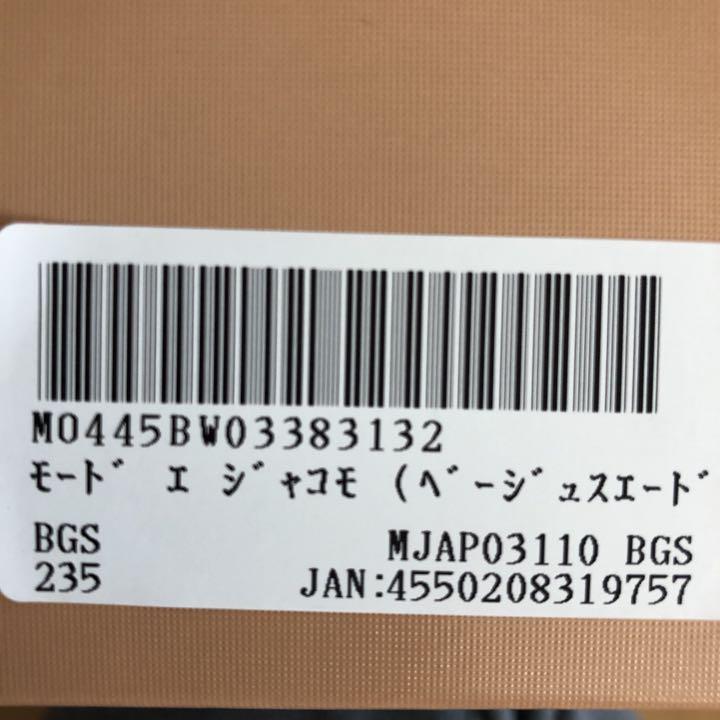 M0445BW03383132
ﾓｰﾄﾞ ｴ ｼﾞｬｺﾓ (ﾍﾞｰｼﾞｭｽｴｰﾄﾞ
BGS MJAP03110 BGS
235 JAN:4550208319757